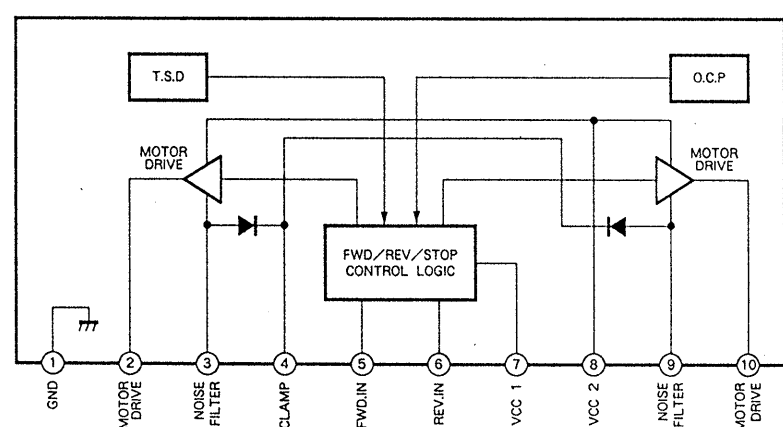 T.S.D
O.C.P
MOTOR
DRIVE
MOTOR
DRIVE
FWD/REV/STOP
CONTROL LOGIC
1
2
3
4
5
6
7
8
9
10
GND
MOTOR
DRIVE
NOISE
FILTER
CLAMP
FWD.IN
REV.IN
VCC 1
VCC 2
NOISE
FILTER
MOTOR
DRIVE